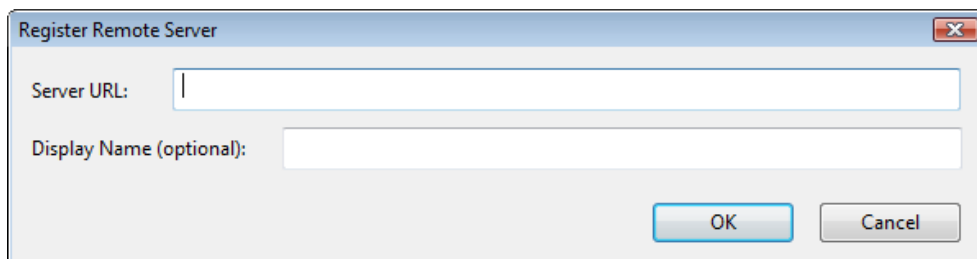 Register Remote Server
Server URL:
Display Name (optional):
OK Cancel